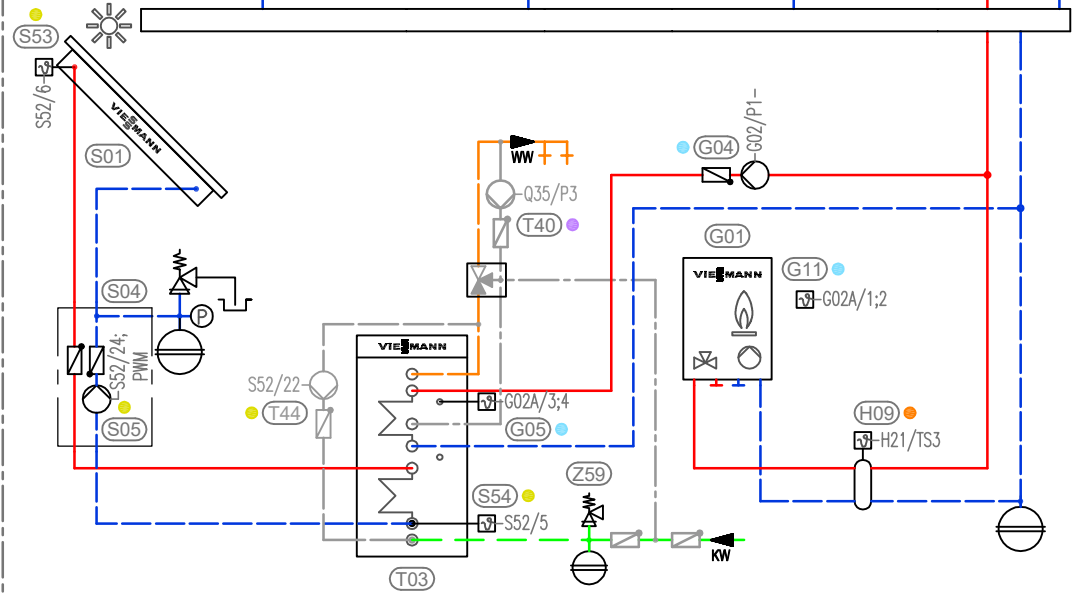 S53
S52/6
VIESSMANN
S01
WW
G04
G02/P1
Q35/P3
T40
G01
VIESMANN
G11
G02A/1;2
S04
P
S52/24;
PWM
S05
VIESMANN
S52/22
T44
G02A/3;4
G05
H09
H21/TS3
Z59
S54
S52/5
KW
T03